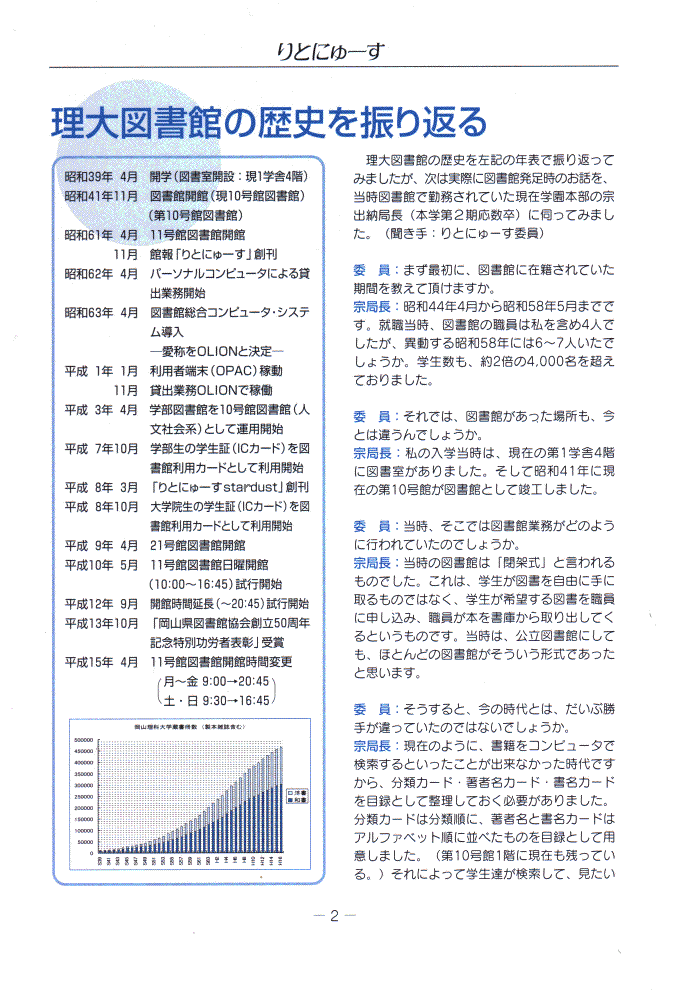 りとにゅーす
理大図書館の歴史を振り返る
昭和39年 4月 開学(図書室開設：現1学舎4階)
昭和41年11月 図書館開館(現10号館図書館)
(第10号館図書館)
昭和61年 4月 11号館図書館開館
11月 館報「りとにゅーす」創刊
昭和62年 4月 パーソナルコンピュータによる貸
出業務開始
昭和63年 4月 図書館総合コンピュータ・システ
ム導入
―愛称をOLIONと決定―
平成 1年 1月 利用者端末(OPAC)稼動
11月 貸出業務OLIONで稼働
平成 3年 4月 学部図書館を10号館図書館(人
文社会系)として運用開始
平成 7年10月 学部生の学生証(ICカード)を図
書館利用カードとして利用開始
平成 8年 3月 「りとにゅーすstardust」創刊
平成 8年10月 大学院生の学生証(ICカード)を図
書館利用カードとして利用開始
平成 9年 4月 21号館図書館開館
平成10年 5月 11号館図書館日曜開館
(10:00～16:45)試行開始
平成12年 9月 開館時間延長(～20:45)試行開始
平成13年10月 「岡山県図書館協会創立50周年
記念特別功労者表彰」受賞
平成15年 4月 11号館図書館開館時間変更
(月～金 9:00→20:45
土・日 9:30→16:45)
岡山理科大学蔵書冊数（製本雑誌含む）
500000
450000
400000
350000
300000
250000
200000
150000
100000
50000
0
S39 S41 S43 S45 S47 S49 S51 S53 S55 S57 S59 S61 S63 H2 H4 H6 H8 H10 H12 H14 H16
洋書
和書
理大図書館の歴史を左記の年表で振り返って
みましたが、次は実際に図書館発足時のお話を、
当時図書館で勤務されていた現在学園本部の宗
出納局長（本学第２期応数卒）に伺ってみまし
た。（聞き手：りとにゅーす委員）
委　員：まず最初に、図書館に在籍されていた
期間を教えて頂けますか。
宗局長：昭和44年4月から昭和58年5月までで
す。就職当時、図書館の職員は私を含め4人で
したが、異動する昭和58年には6～7人いたで
しょうか。学生数も、約2倍の4,000名を超え
ておりました。
委　員：それでは、図書館があった場所も、今
とは違うんでしょうか。
宗局長：私の入学当時は、現在の第1学舎4階
に図書室がありました。そして昭和41年に現
在の第10号館が図書館として竣工しました。
委　員：当時、そこでは図書館業務がどのよう
に行われていたのでしょうか。
宗局長：当時の図書館は「閉架式」と言われる
ものでした。これは、学生が図書を自由に手に
取るものではなく、学生が希望する図書を職員
に申し込み、職員が本を書庫から取り出してく
るというものです。当時は、公立図書館にして
も、ほとんどの図書館がそういう形式であった
と思います。
委　員：そうすると、今の時代とは、だいぶ勝
手が違っていたのではないでしょうか。
宗局長：現在のように、書籍をコンピュータで
検索するといったことが出来なかった時代です
から、分類カード・著者名カード・書名カード
を目録として整理しておく必要がありました。
分類カードは分類順に、著者名と書名カードは
アルファベット順に並べたものを目録として用
意しました。（第10号館1階に現在も残ってい
る。）それによって学生達が検索して、見たい
― 2 ―